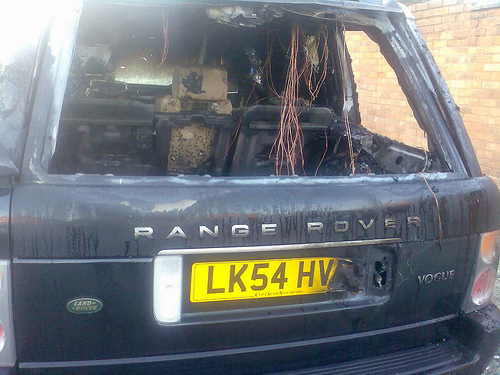 RANGE ROVER
LK54 HV
VOGUE
LAND-
ROVER